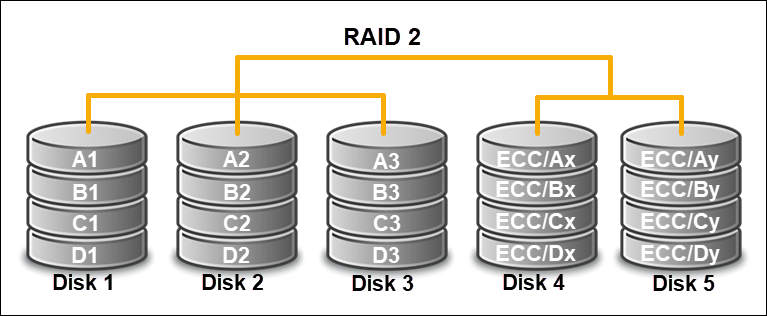 RAID 2
A1 A2 A3 ECC/Ax ECC/Ay
B1 B2 B3 ECC/Bx ECC/By
C1 C2 C3 ECC/Cx ECC/Cy
D1 D2 D3 ECC/Dx ECC/Dy
Disk 1 Disk 2 Disk 3 Disk 4 Disk 5